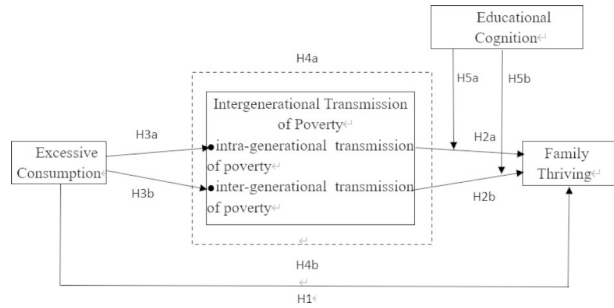 Educational
Cognition
H4a
H5a
H5b
Intergenerational Transmission
of Poverty
H3a
intra-generational transmission
H2a
Excessive
of poverty
Family
Consumption
inter-generational transmission
Thriving
H3b
of poverty
H2b
H4b
H1